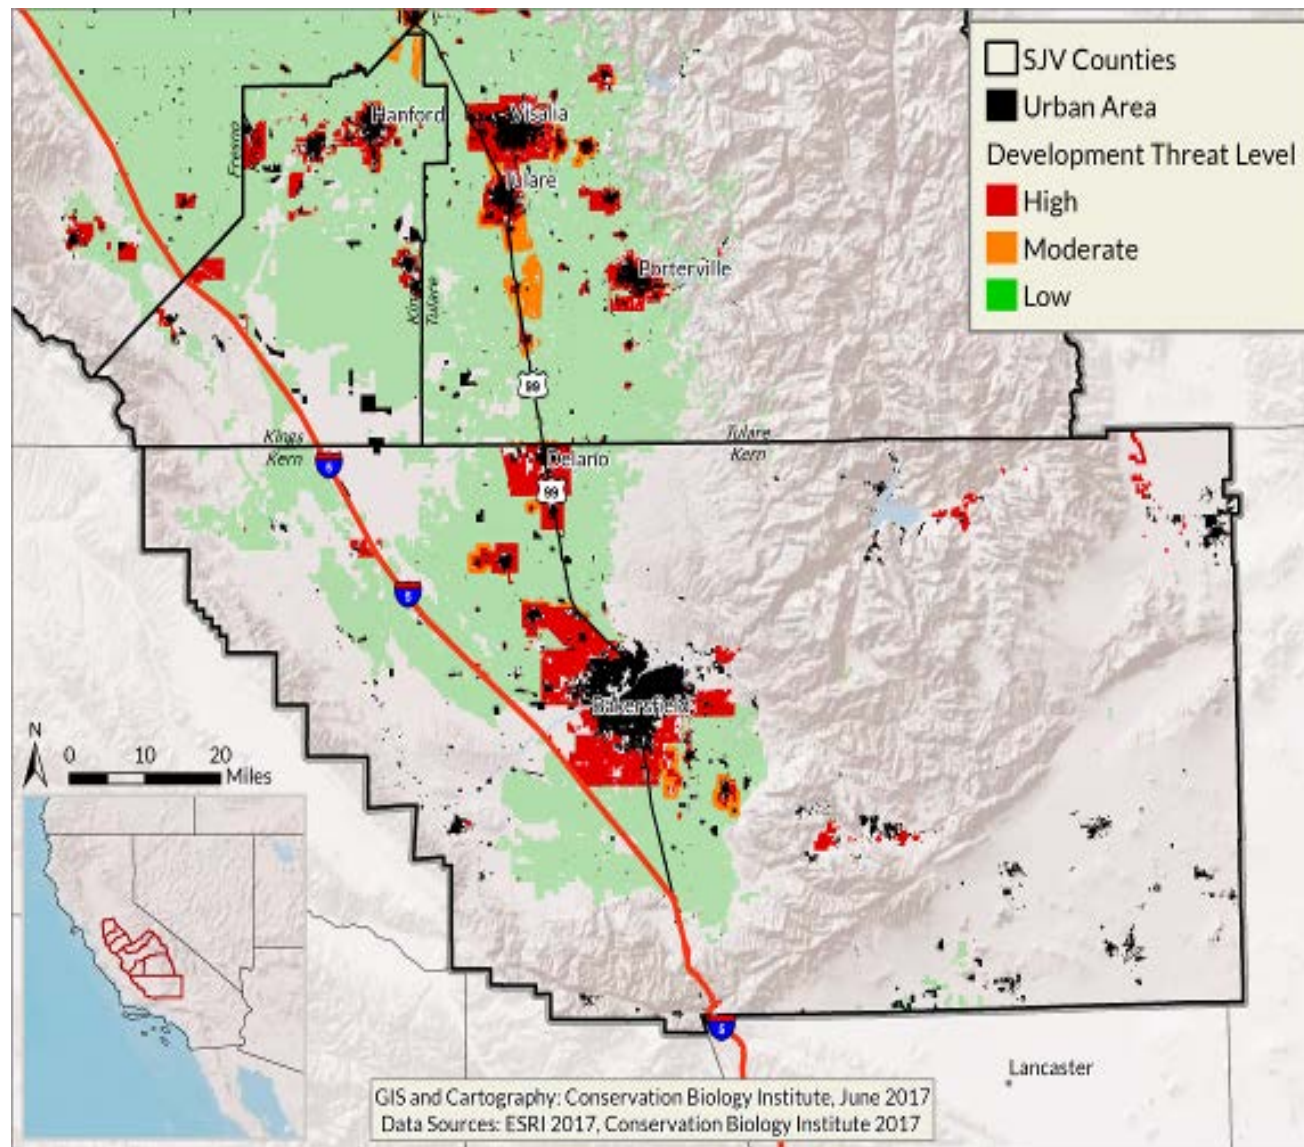 SJV Counties
Urban Area
Development Threat Level
High
Moderate
Low
Hanford
Visalia
Fresno
Tulare
Porterville
Kings
Tulare
99
Kings
Kern
Tulare
Kern
Delano
5
99
5
Bakersfield
N
0 10 20
Miles
5
Lancaster
GIS and Cartography: Conservation Biology Institute, June 2017
Data Sources: ESRI 2017, Conservation Biology Institute 2017